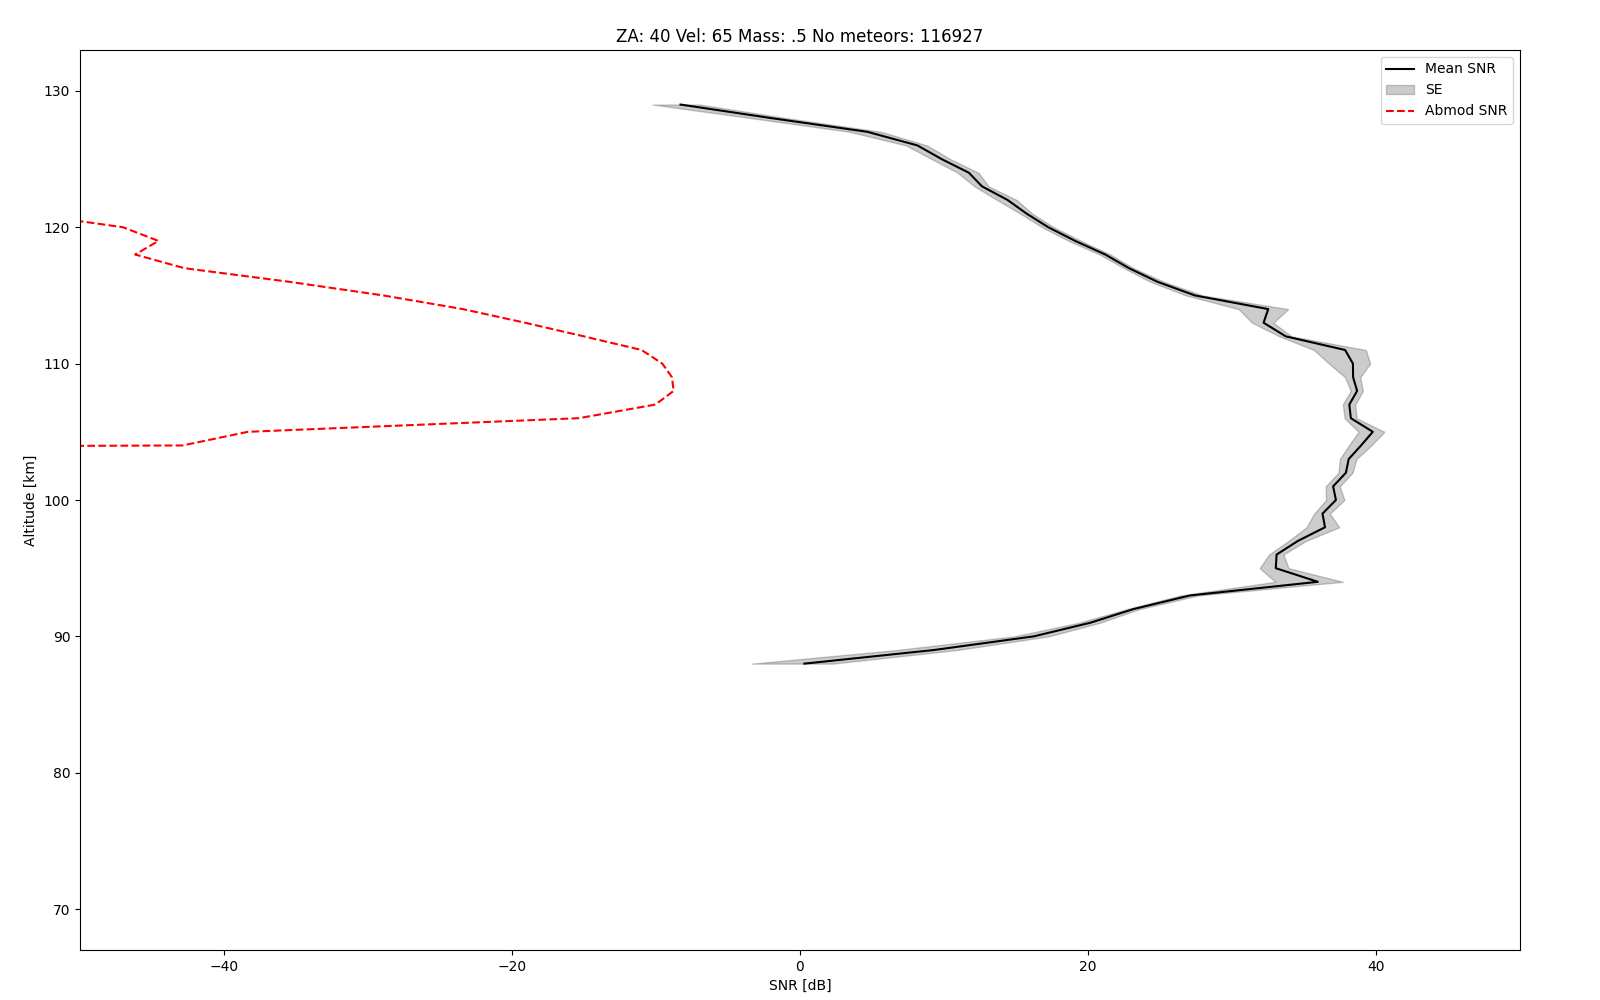 ZA: 40 Vel: 65 Mass: .5 No meteors: 116927
Mean SNR
SE
Abmod SNR
130
120
110
100
90
80
70
Altitude [km]
−40
−20
0
20
40
SNR [dB]